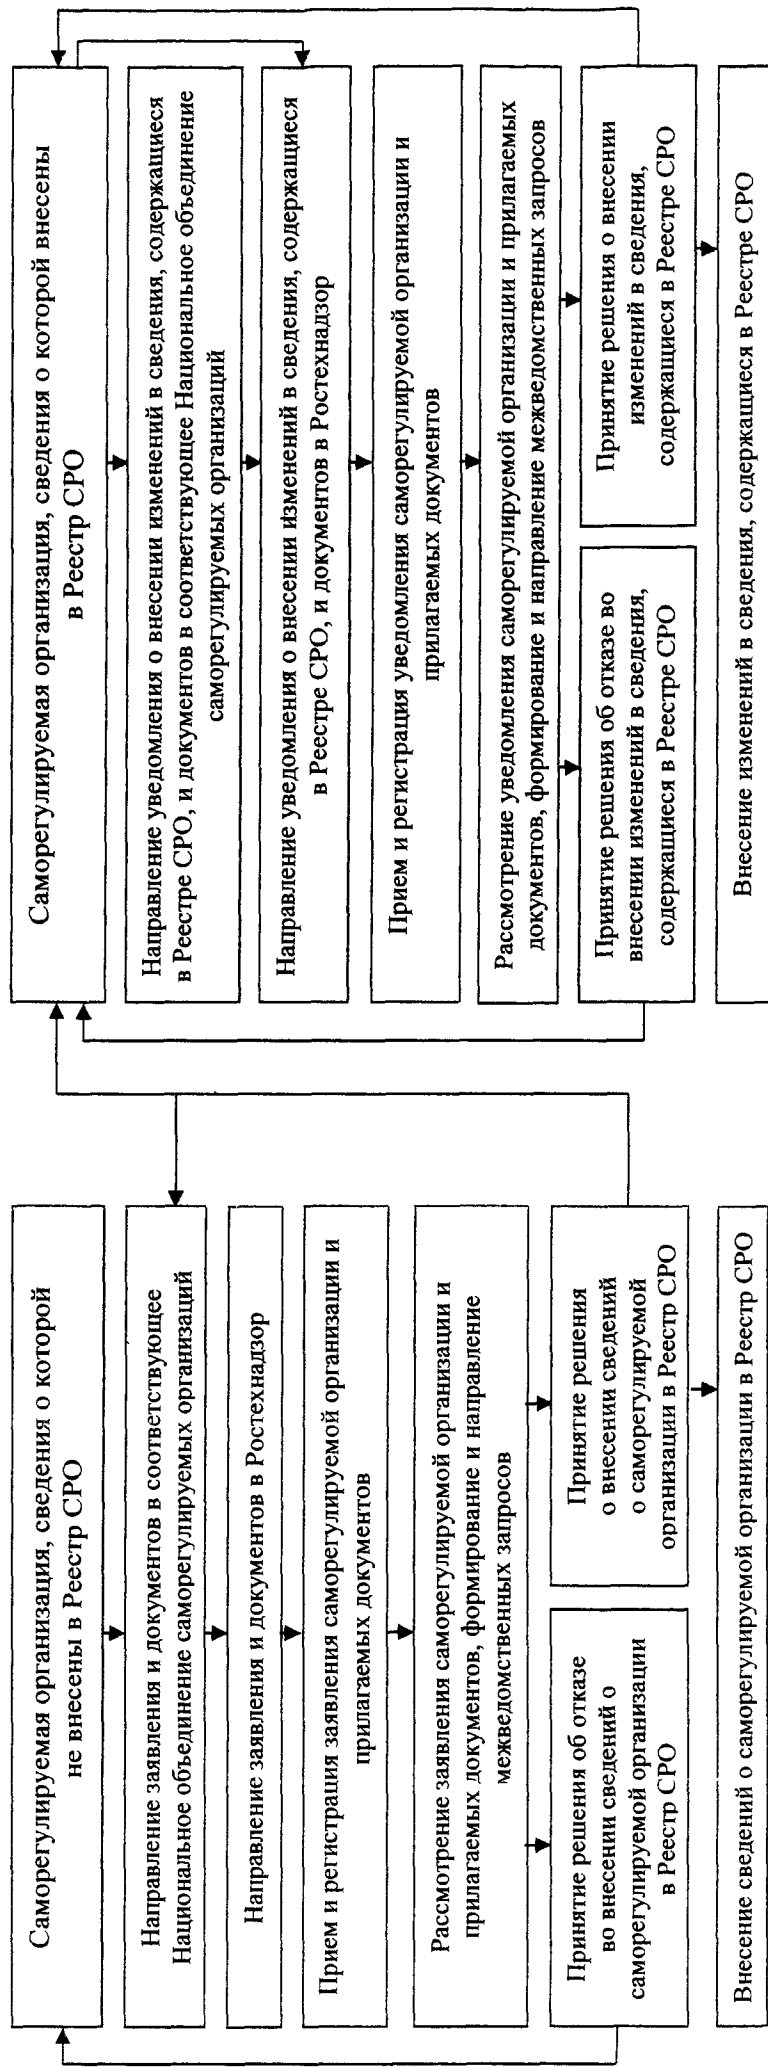 Саморегулируемая организация, сведения о которой
не внесены в Реестр СРО
Направление заявления и документов в соответствующее
Национальное объединение саморегулируемых организаций
Направление заявления и документов в Ростехнадзор
Прием и регистрация заявления саморегулируемой организации и
прилагаемых документов
Рассмотрение заявления саморегулируемой организации и
прилагаемых документов, формирование и направление
межведомственных запросов
Принятие решения об отказе
во внесении сведений о
саморегулируемой организации
в Реестр СРО
Принятие решения
о внесении сведений
о саморегулируемой
организации в Реестр СРО
Внесение сведений о саморегулируемой организации в Реестр СРО
Саморегулируемая организация, сведения о которой внесены
в Реестр СРО
Направление уведомления о внесении изменений в сведения, содержащиеся
в Реестре СРО, и документов в соответствующее Национальное объединение
саморегулируемых организаций
Направление уведомления о внесении изменений в сведения, содержащиеся
в Реестре СРО, и документов в Ростехнадзор
Прием и регистрация уведомления саморегулируемой организации и
прилагаемых документов
Рассмотрение уведомления саморегулируемой организации и прилагаемых
документов, формирование и направление межведомственных запросов
Принятие решения об отказе во
внесении изменений в сведения,
содержащиеся в Реестре СРО
Принятие решения о внесении
изменений в сведения,
содержащиеся в Реестре СРО
Внесение изменений в сведения, содержащиеся в Реестре СРО